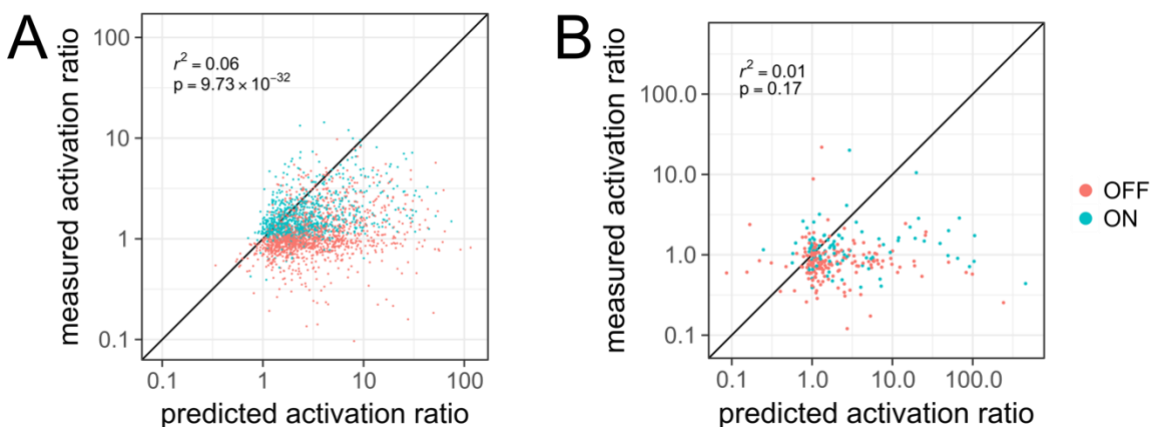 A
measured activation ratio
100
10
1
0.1
r² = 0.06
p = 9.73 × 10⁻³²
0.1 1 10 100
predicted activation ratio
B
measured activation ratio
100.0
10.0
1.0
0.1
r² = 0.01
p = 0.17
0.1 1.0 10.0 100.0
predicted activation ratio
OFF
ON